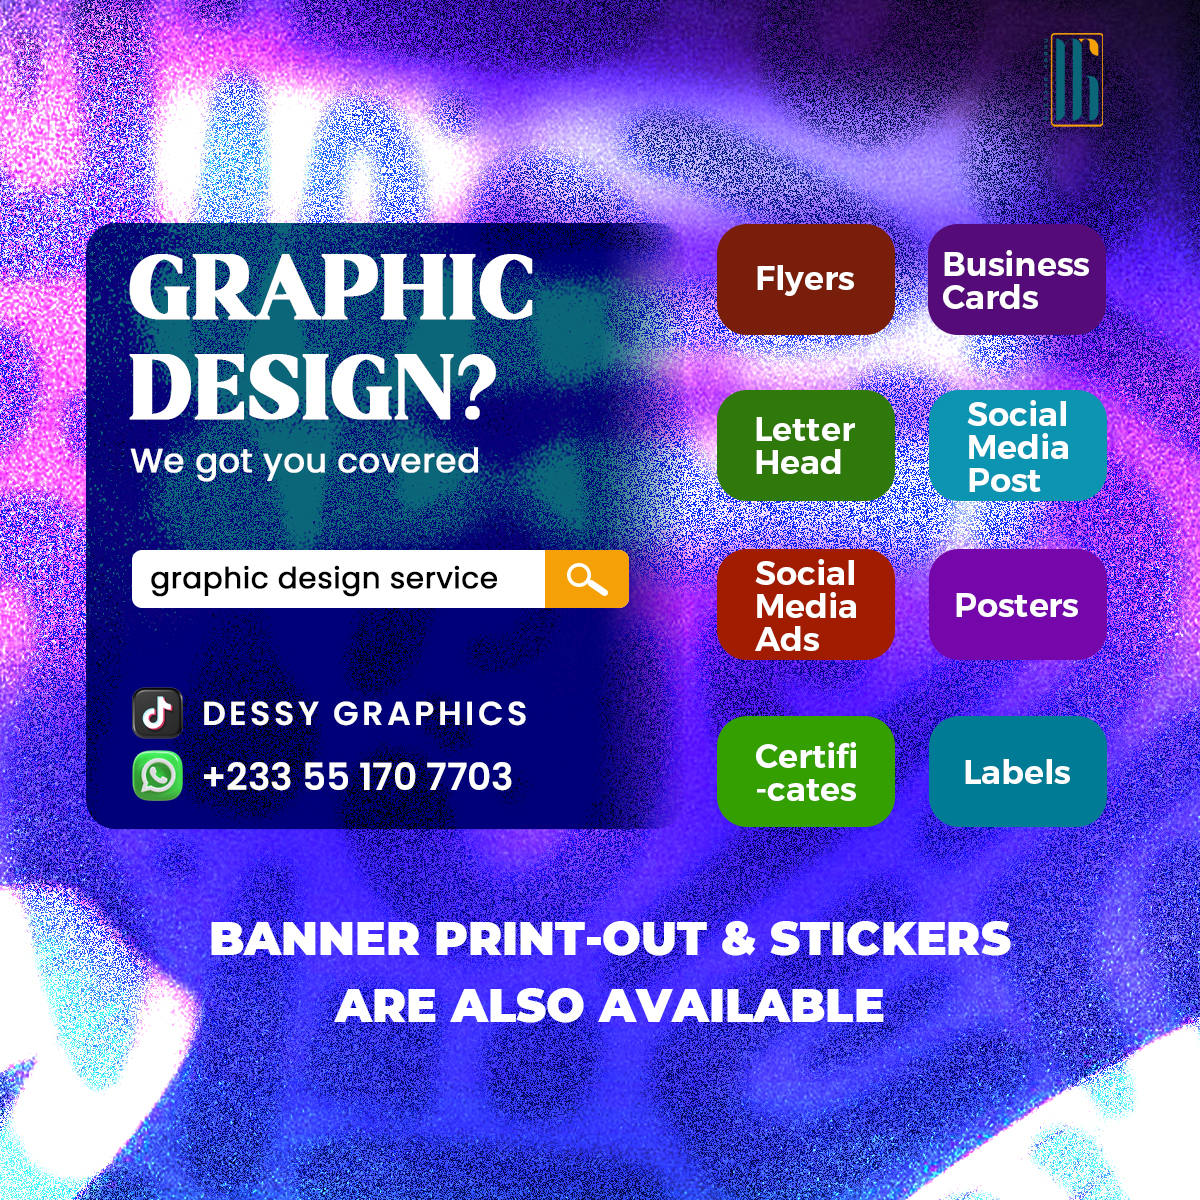 GRAPHIC
DESIGN?
We got you covered
graphic design service
DESSY GRAPHICS
+233 55 170 7703
Flyers
Business
Cards
Letter
Head
Social
Media
Post
Social
Media
Ads
Posters
Certifi
-cates
Labels
BANNER PRINT-OUT & STICKERS
ARE ALSO AVAILABLE